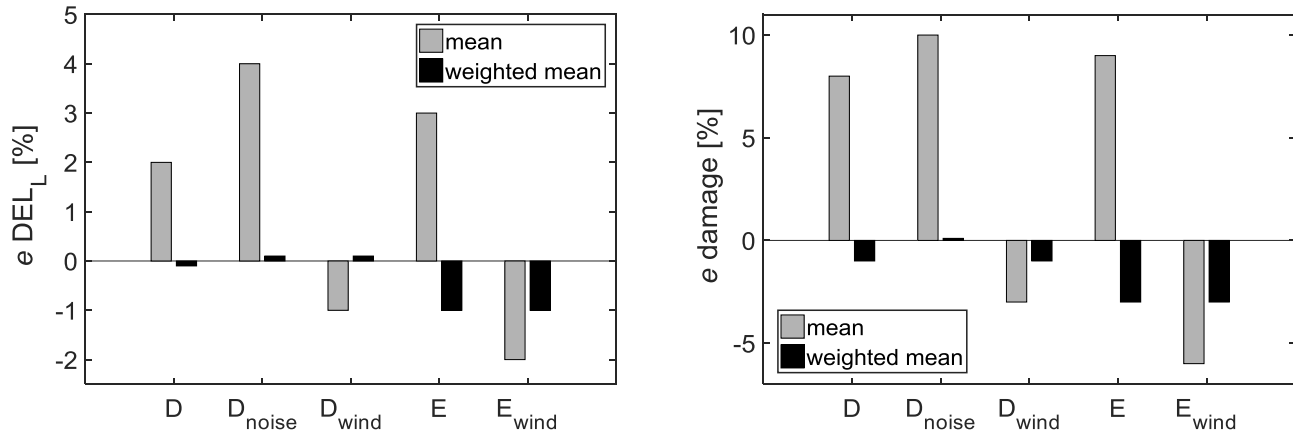 5
4
3
2
1
0
-1
-2
e DEL_L [%]
mean
weighted mean
D D_noise D_wind E E_wind
10
5
0
-5
e damage [%]
mean
weighted mean
D D_noise D_wind E E_wind